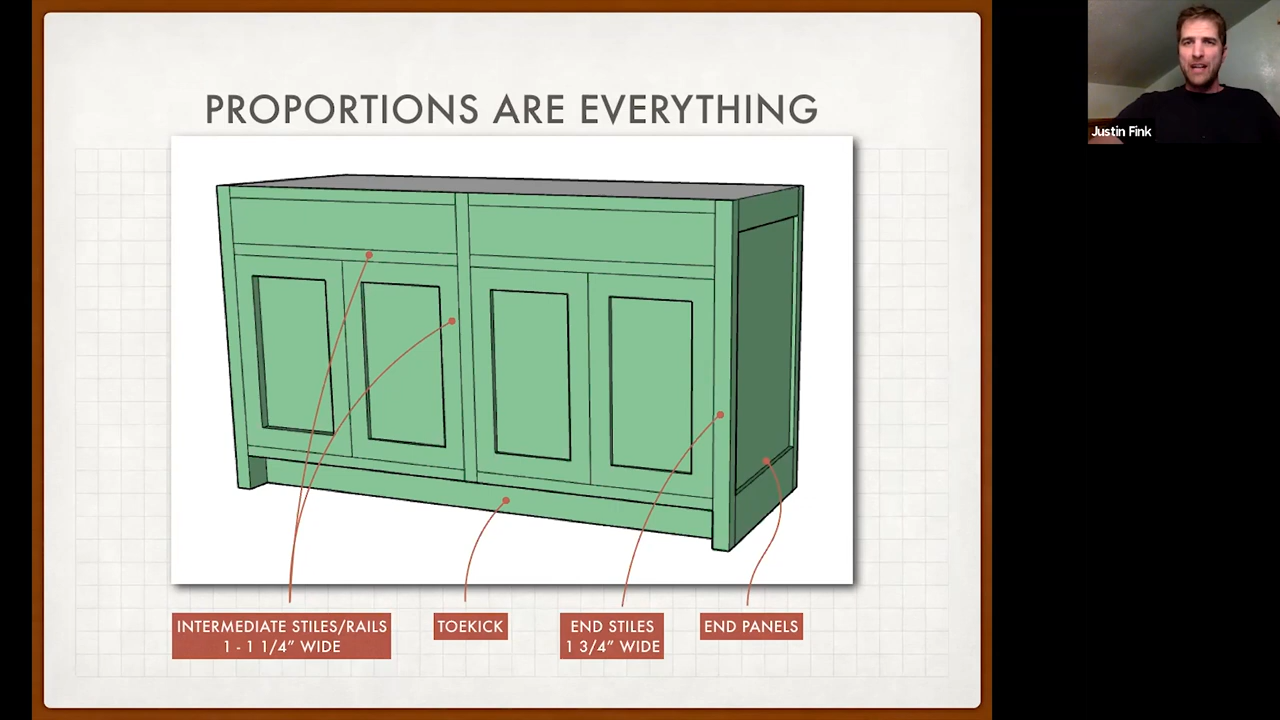 PROPORTIONS ARE EVERYTHING
Justin Fink
INTERMEDIATE STILES/RAILS
1 - 1 1/4” WIDE
TOEKICK
END STILES
1 3/4” WIDE
END PANELS